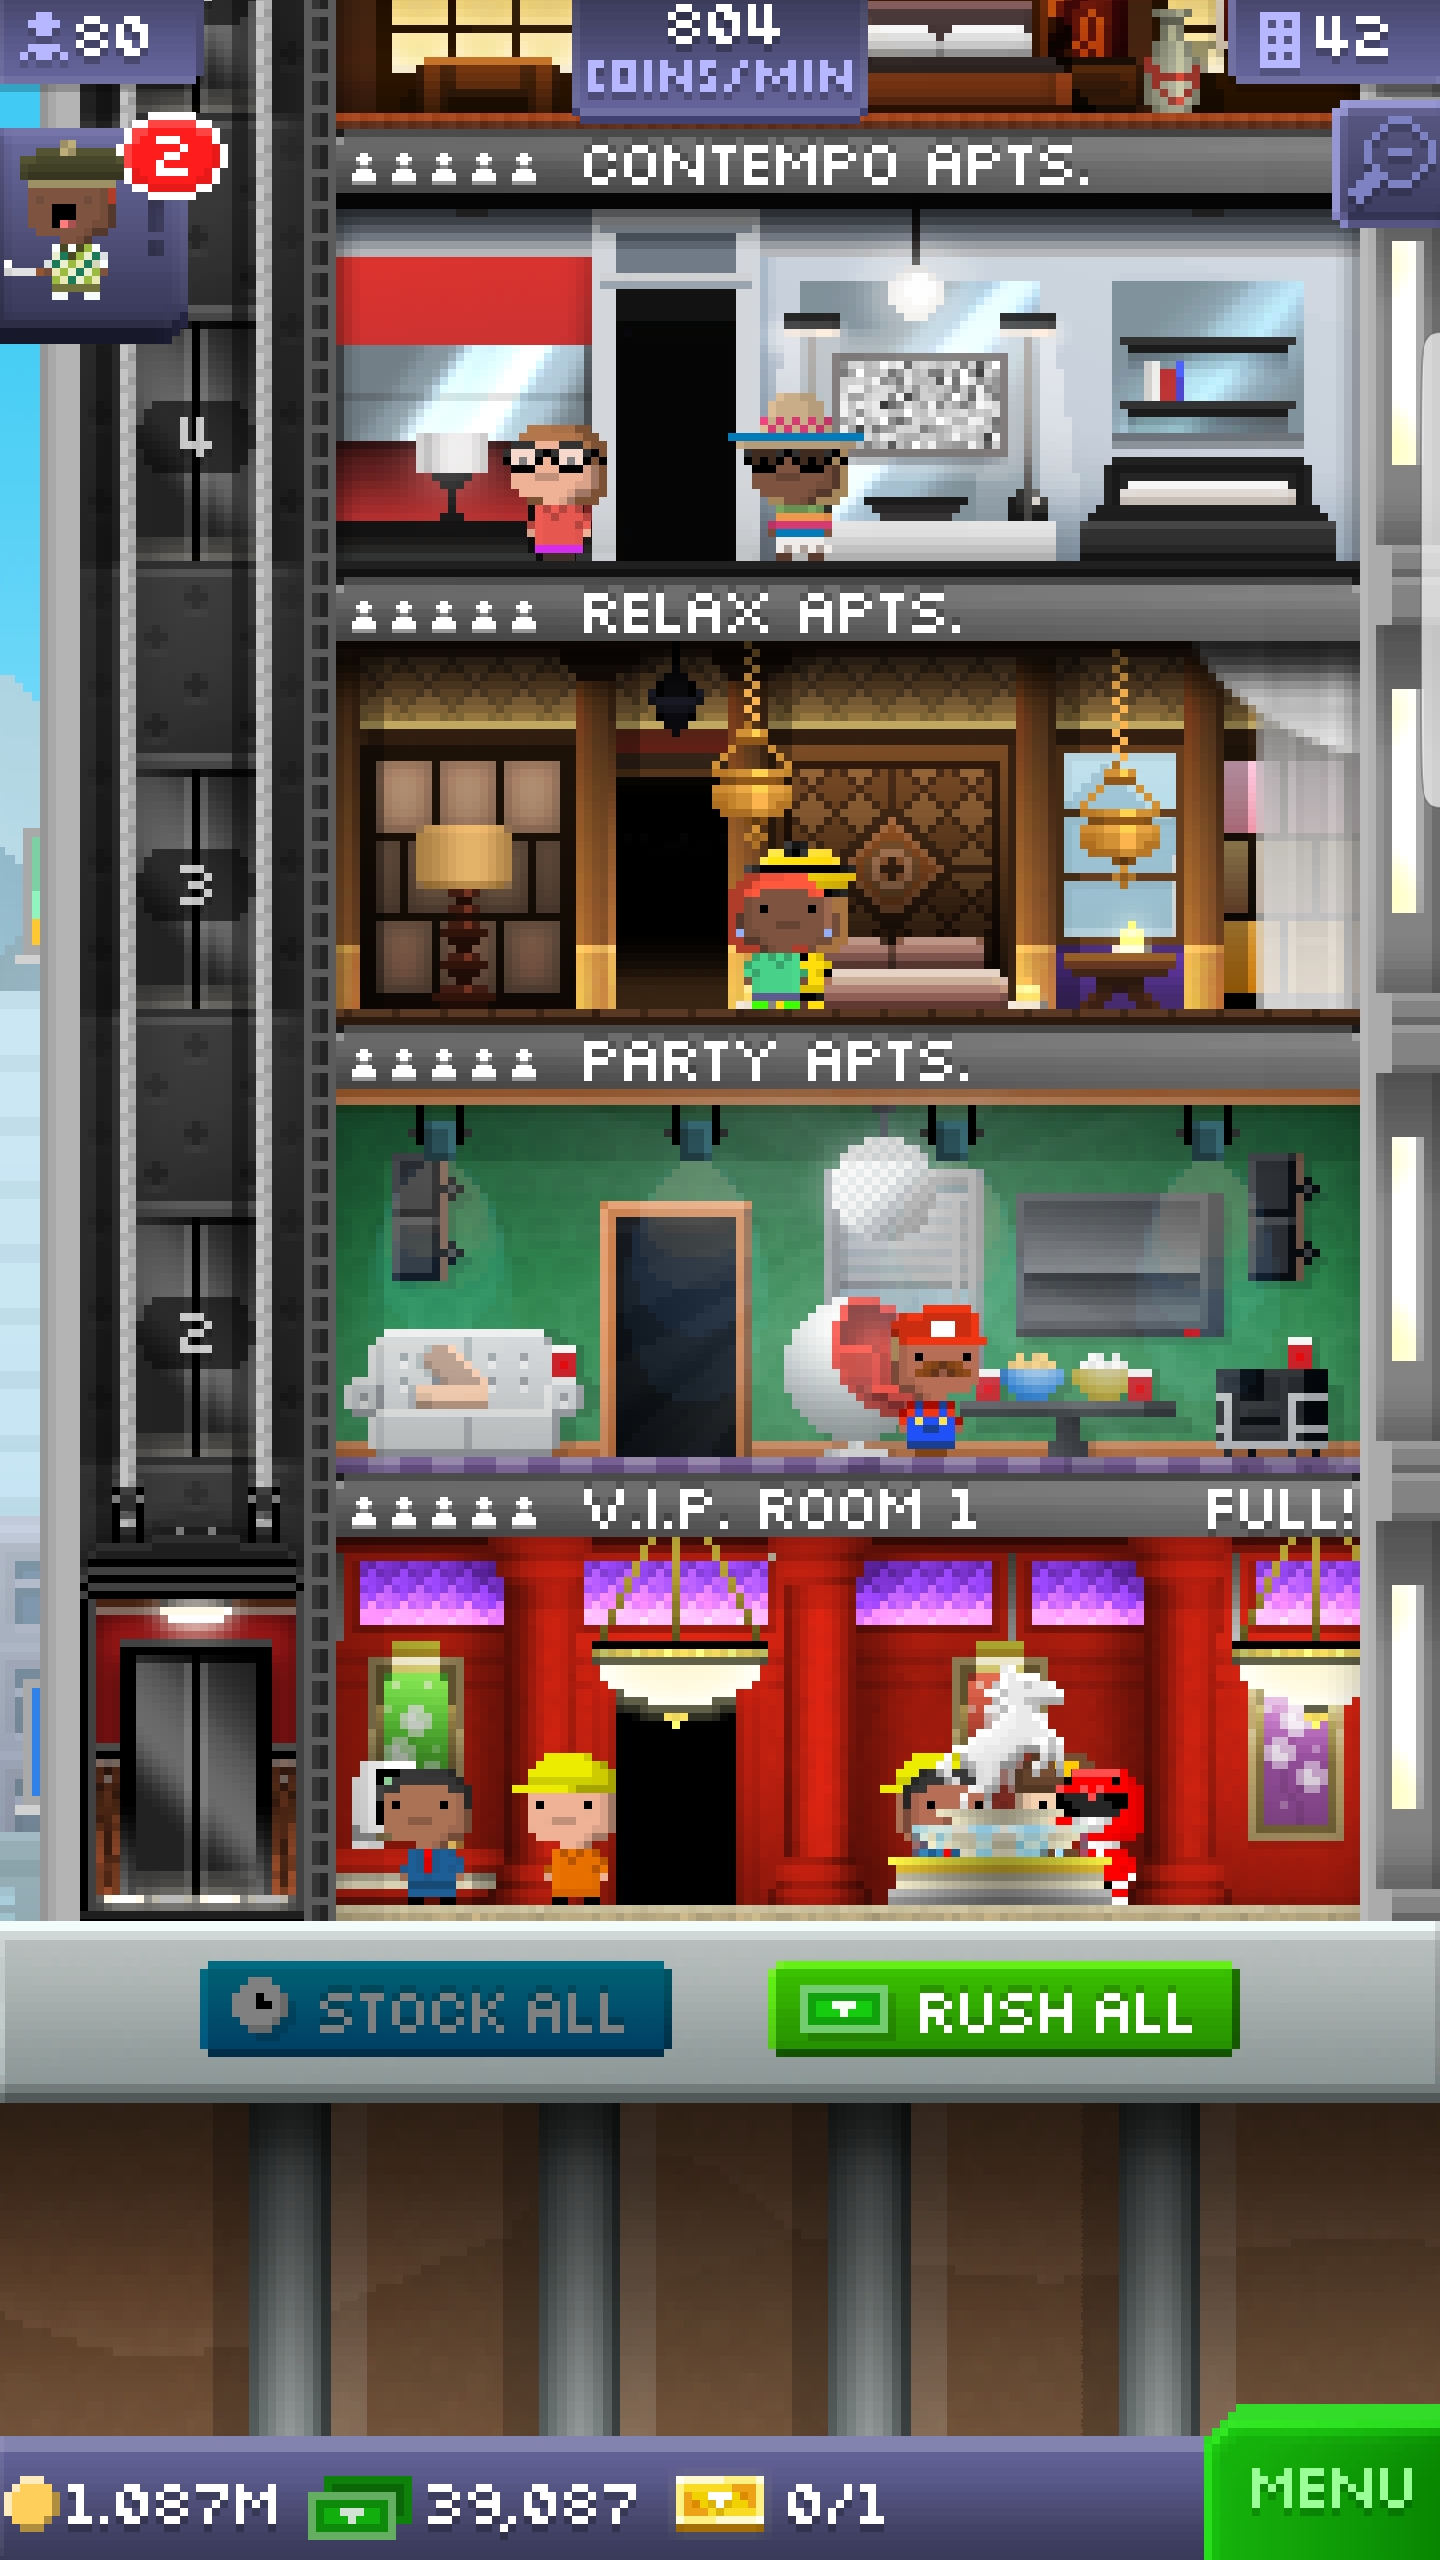 80
804
COINS/MIN
42
2
CONTEMPO APTS.
4
RELAX APTS.
3
PARTY APTS.
2
V.I.P. ROOM 1 FULL!
STOCK ALL
RUSH ALL
1.087M 39,087 0/1
MENU